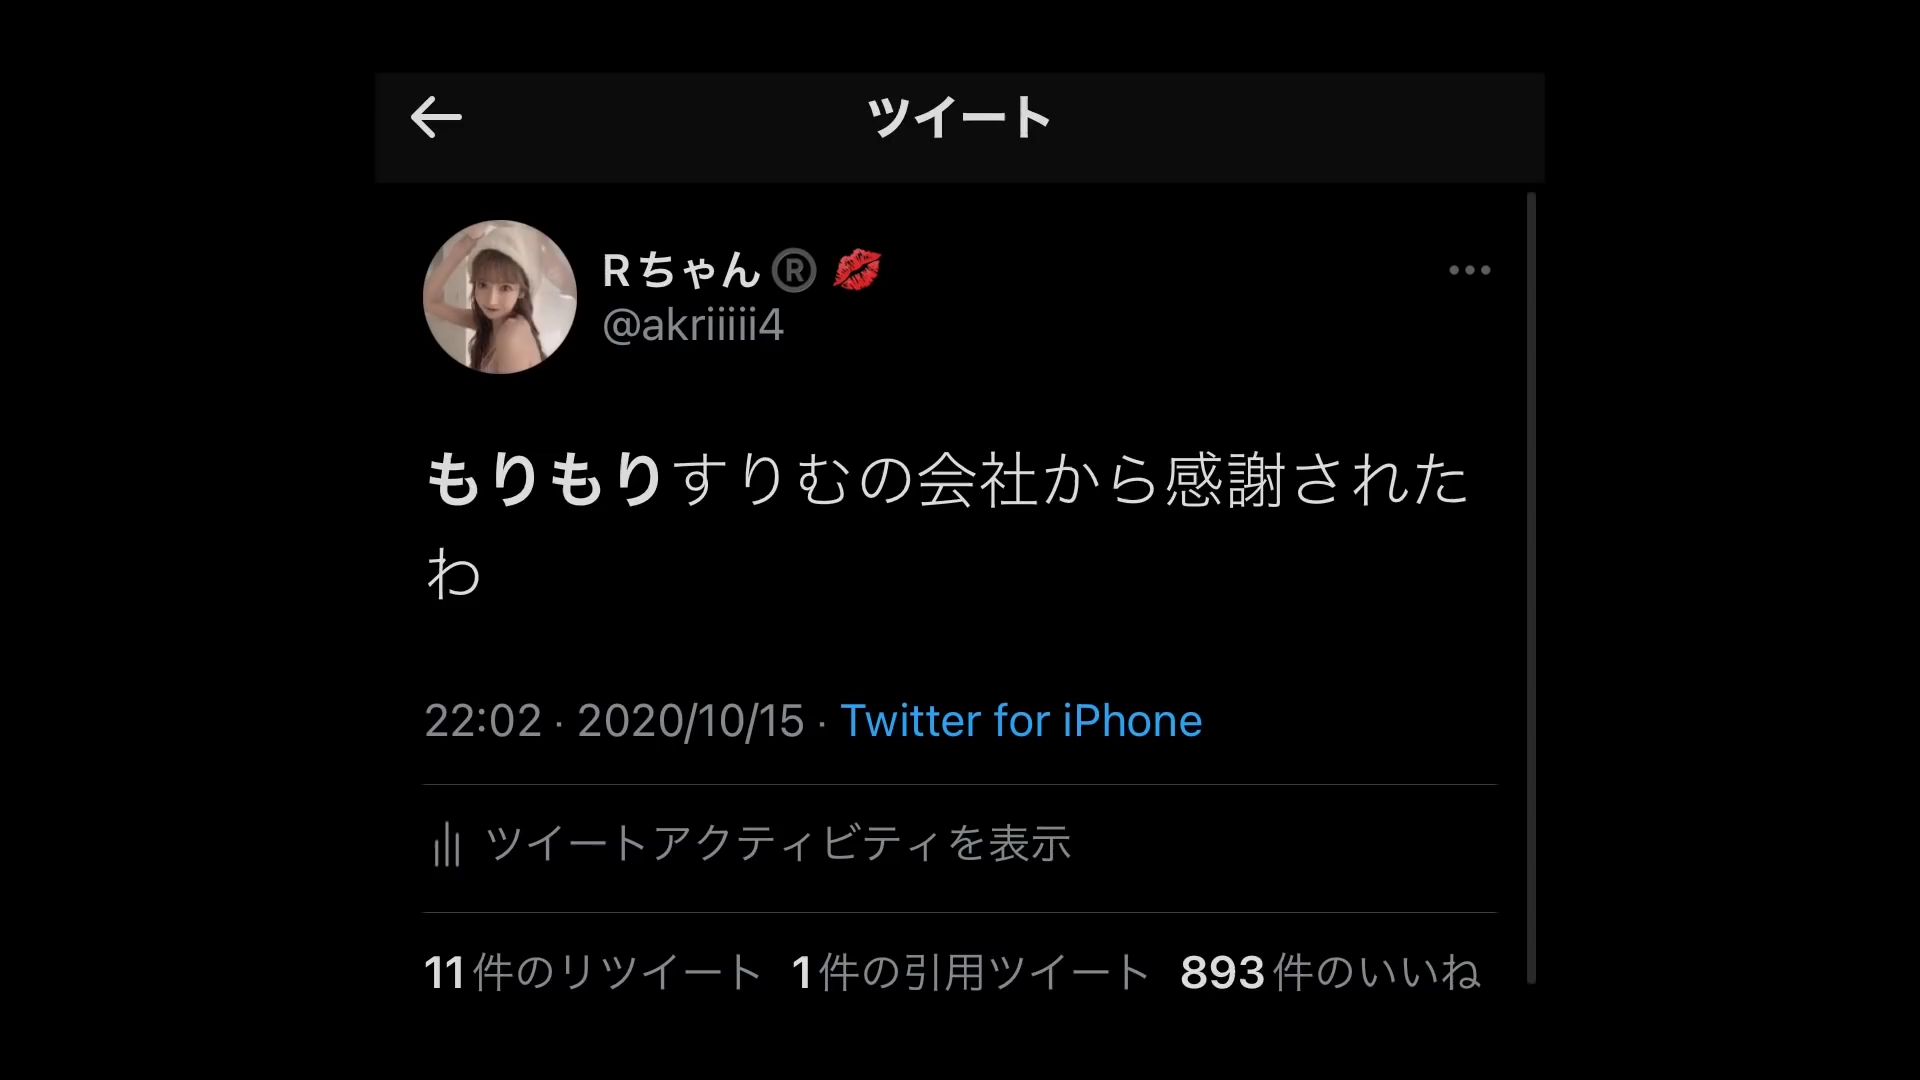 ツイート
Rちゃん®️💋
@akriiiii4
もりもりすりむの会社から感謝された
わ
22:02 · 2020/10/15 · Twitter for iPhone
ツイートアクティビティを表示
11件のリツイート 1件の引用ツイート 893件のいいね